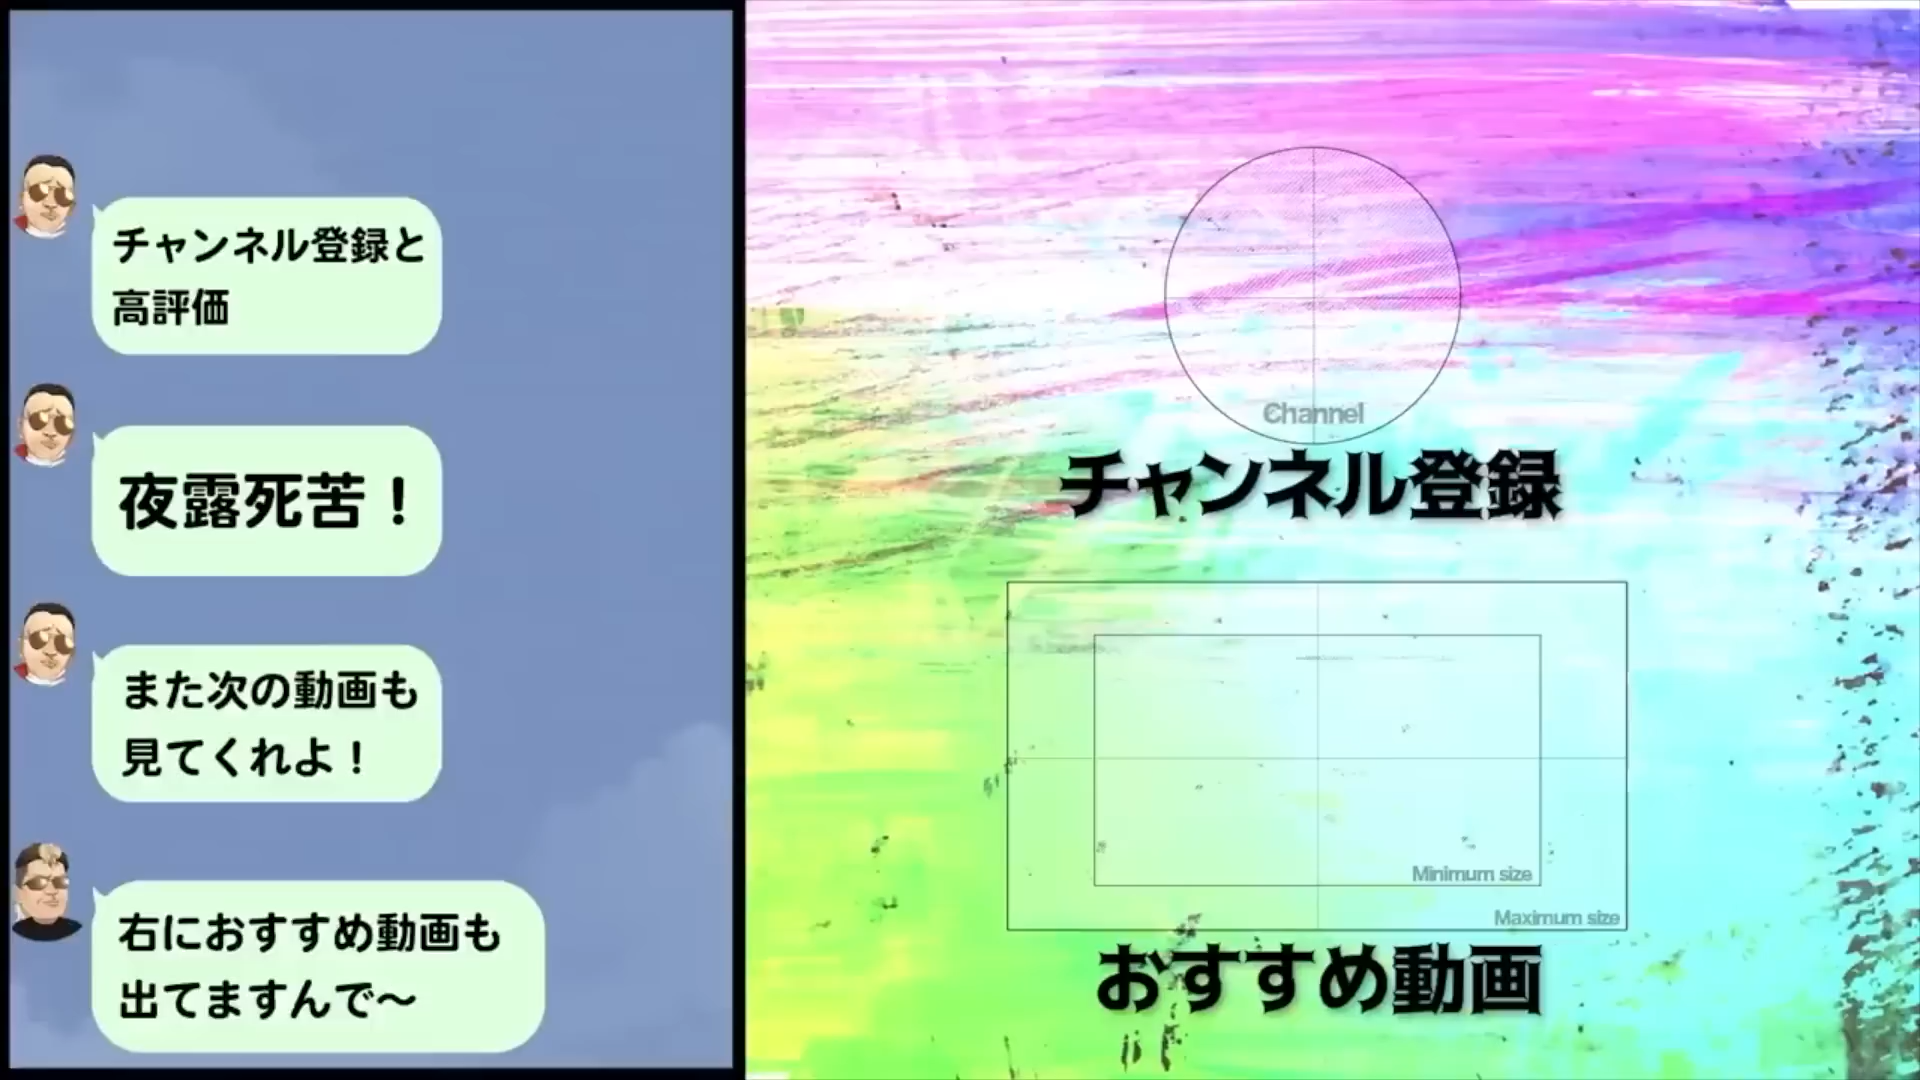 チャンネル登録と
高評価
夜露死苦！
また次の動画も
見てくれよ！
右におすすめ動画も
出てますんで〜
Channel
チャンネル登録
Minimum size
Maximum size
おすすめ動画